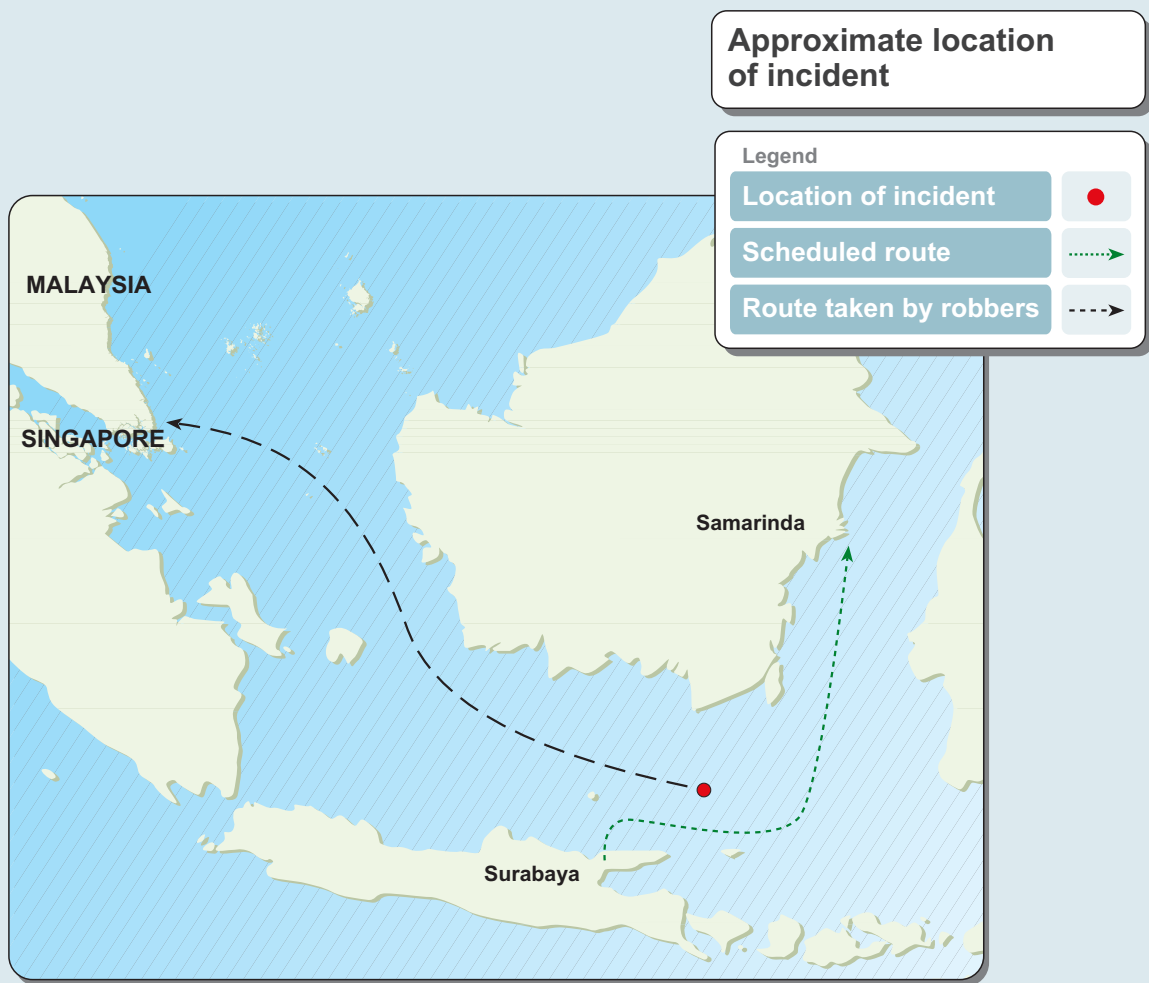 Approximate location
of incident
Legend
Location of incident
Scheduled route
Route taken by robbers
MALAYSIA
SINGAPORE
Samarinda
Surabaya